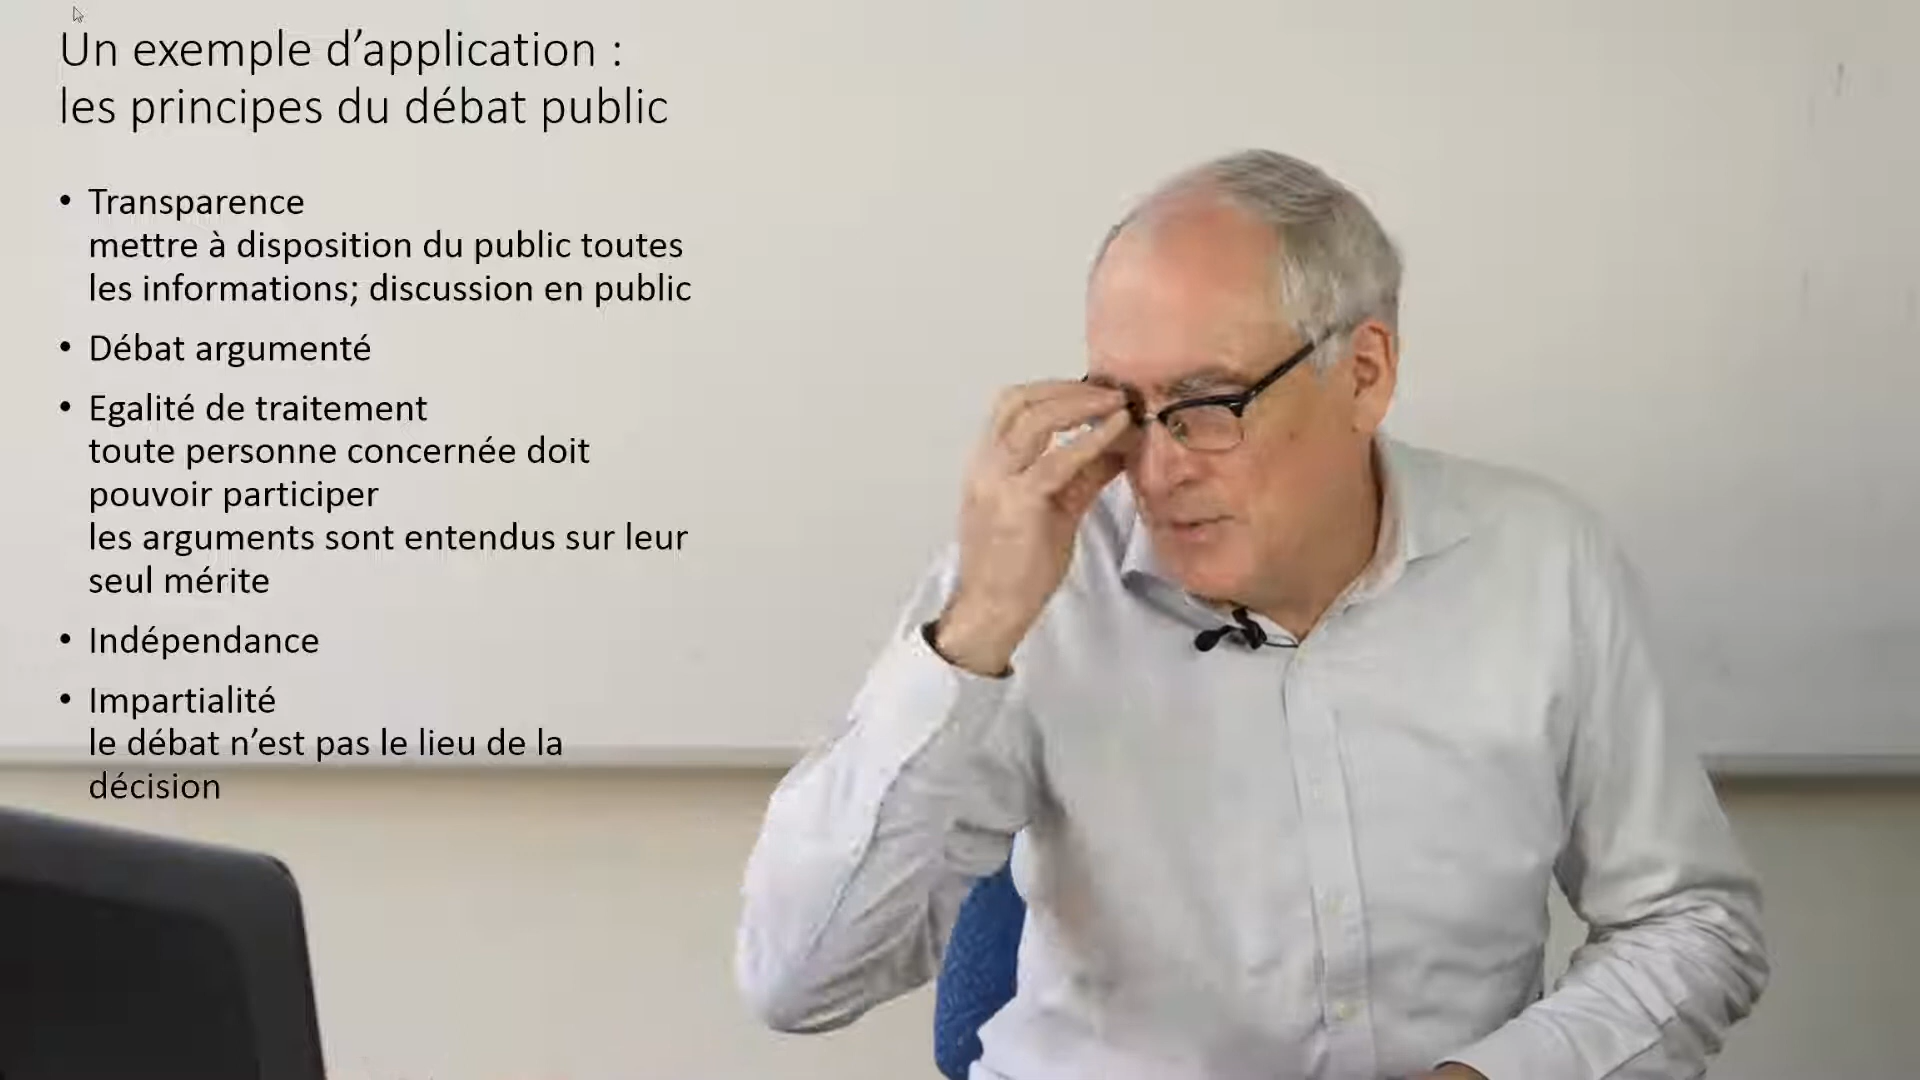 Un exemple d’application :
les principes du débat public
• Transparence
mettre à disposition du public toutes
les informations; discussion en public
• Débat argumenté
• Egalité de traitement
toute personne concernée doit
pouvoir participer
les arguments sont entendus sur leur
seul mérite
• Indépendance
• Impartialité
le débat n’est pas le lieu de la
décision